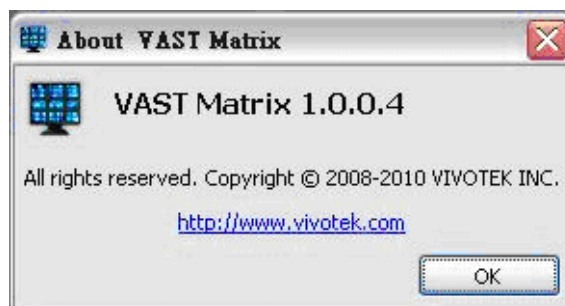 About VAST Matrix
VAST Matrix 1.0.0.4
All rights reserved. Copyright © 2008-2010 VIVOTEK INC.
http://www.vivotek.com
OK